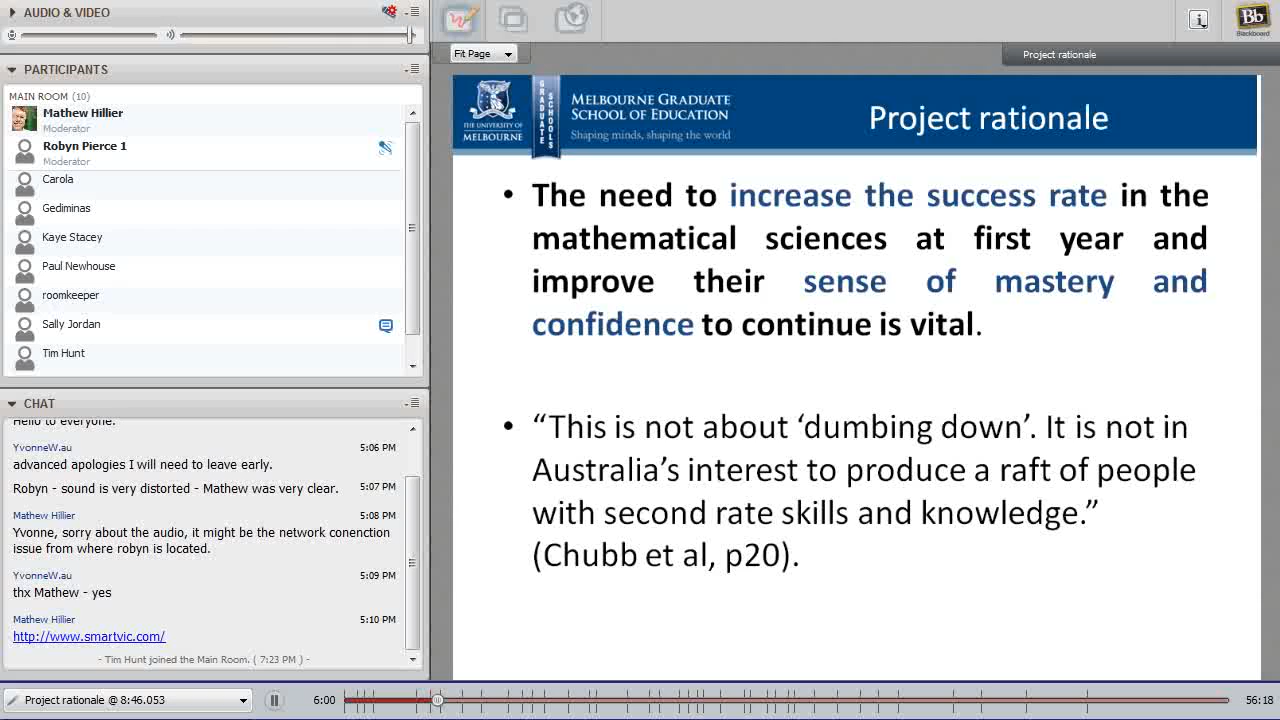 AUDIO & VIDEO
PARTICIPANTS
MAIN ROOM (10)
Mathew Hillier
Moderator
Robyn Pierce 1
Moderator
Carola
Gediminas
Kaye Stacey
Paul Newhouse
roomkeeper
Sally Jordan
Tim Hunt
CHAT
Hello to everyone.
YvonneW.au 5:06 PM
advanced apologies I will need to leave early.
Robyn - sound is very distorted - Mathew was very clear. 5:07 PM
Mathew Hillier 5:08 PM
Yvonne, sorry about the audio, it might be the network conenction
issue from where robyn is located.
YvonneW.au 5:09 PM
thx Mathew - yes
Mathew Hillier 5:10 PM
http://www.smartvic.com/
- Tim Hunt joined the Main Room. ( 7:23 PM ) -
Fit Page
Project rationale
Bb
Blackboard
THE UNIVERSITY OF
MELBOURNE
GRADUATE
SCHOOLS
MELBOURNE GRADUATE
SCHOOL OF EDUCATION
Shaping minds, shaping the world
Project rationale
• The need to increase the success rate in the
mathematical sciences at first year and
improve their sense of mastery and
confidence to continue is vital.
• “This is not about ‘dumbing down’. It is not in
Australia’s interest to produce a raft of people
with second rate skills and knowledge.”
(Chubb et al, p20).
Project rationale @ 8:46.053
6:00
56:18